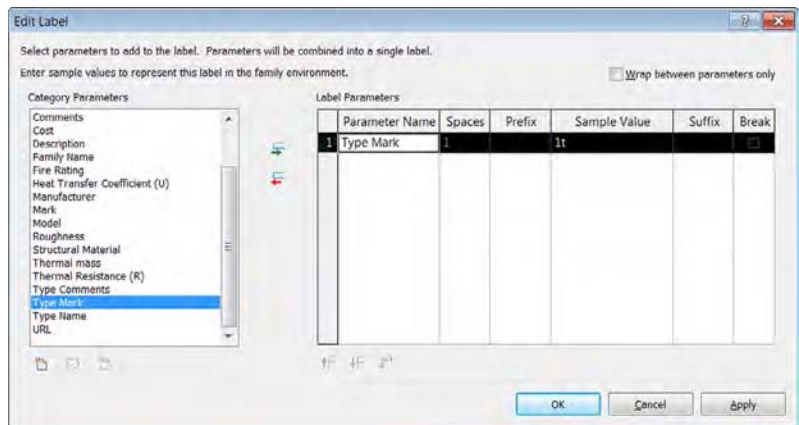 Edit Label
Select parameters to add to the label. Parameters will be combined into a single label.
Enter sample values to represent this label in the family environment.
Wrap between parameters only
Category Parameters
Label Parameters
Comments
Cost
Description
Family Name
Fire Rating
Heat Transfer Coefficient (U)
Manufacturer
Mark
Model
Roughness
Structural Material
Thermal mass
Thermal Resistance (R)
Type Comments
Type Mark
Type Name
URL
Parameter Name Spaces Prefix Sample Value Suffix Break
1 Type Mark 1 1t
OK Cancel Apply